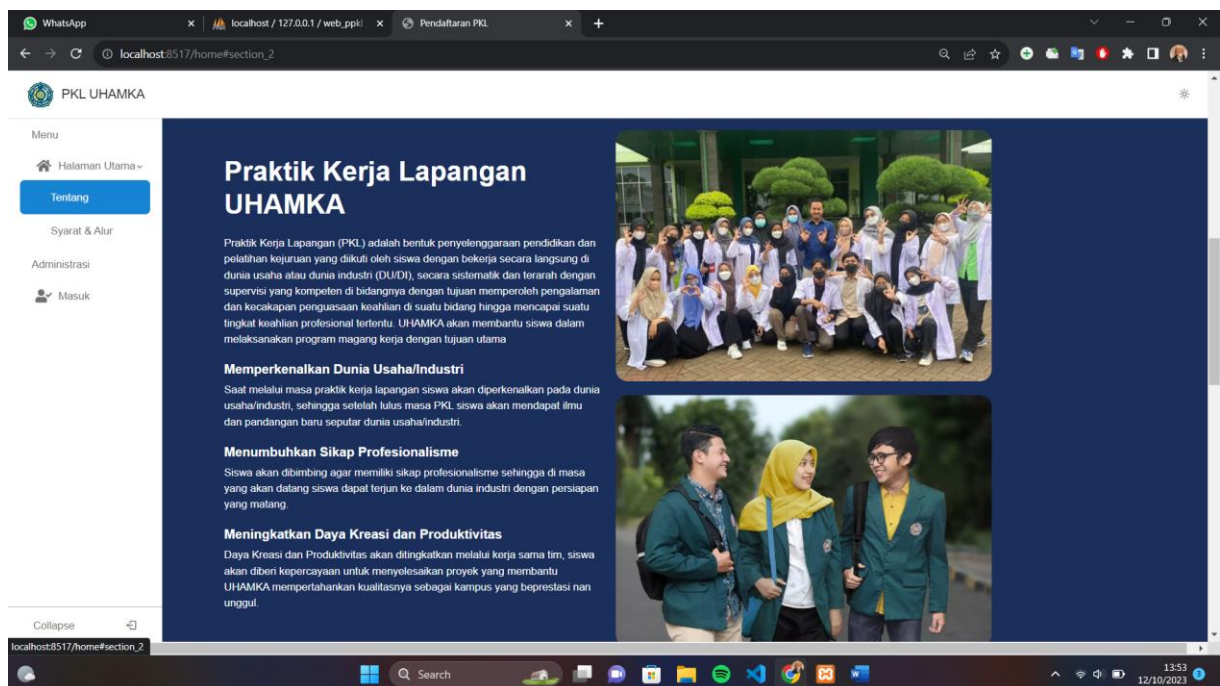 WhatsApp
localhost / 127.0.0.1 / web_ppkl
Pendaftaran PKL
localhost:8517/home#section_2
PKL UHAMKA
Menu
Halaman Utama
Tentang
Syarat & Alur
Administrasi
Masuk
Praktik Kerja Lapangan
UHAMKA
Praktik Kerja Lapangan (PKL) adalah bentuk penyelenggaraan pendidikan dan
pelatihan kejuruan yang diikuti oleh siswa dengan bekerja secara langsung di
dunia usaha atau dunia industri (DU/DI), secara sistematik dan terarah dengan
supervisi yang kompeten di bidangnya dengan tujuan memperoleh pengalaman
dan kecakapan penguasaan keahlian di suatu bidang hingga mencapai suatu
tingkat keahlian profesional tertentu. UHAMKA akan membantu siswa dalam
melaksanakan program magang kerja dengan tujuan utama
Memperkenalkan Dunia Usaha/Industri
Saat melalui masa praktik kerja lapangan siswa akan diperkenalkan pada dunia
usaha/industri, sehingga setelah lulus masa PKL siswa akan mendapat ilmu
dan pandangan baru seputar dunia usaha/industri.
Menumbuhkan Sikap Profesionalisme
Siswa akan dibimbing agar memiliki sikap profesionalisme sehingga di masa
yang akan datang siswa dapat terjun ke dalam dunia industri dengan persiapan
yang matang.
Meningkatkan Daya Kreasi dan Produktivitas
Daya Kreasi dan Produktivitas akan ditingkatkan melalui kerja sama tim, siswa
akan diberi kepercayaan untuk menyelesaikan proyek yang membantu
UHAMKA mempertahankan kualitasnya sebagai kampus yang beprestasi nan
unggul.
Collapse
localhost:8517/home#section_2
Search
13:53
12/10/2023
3